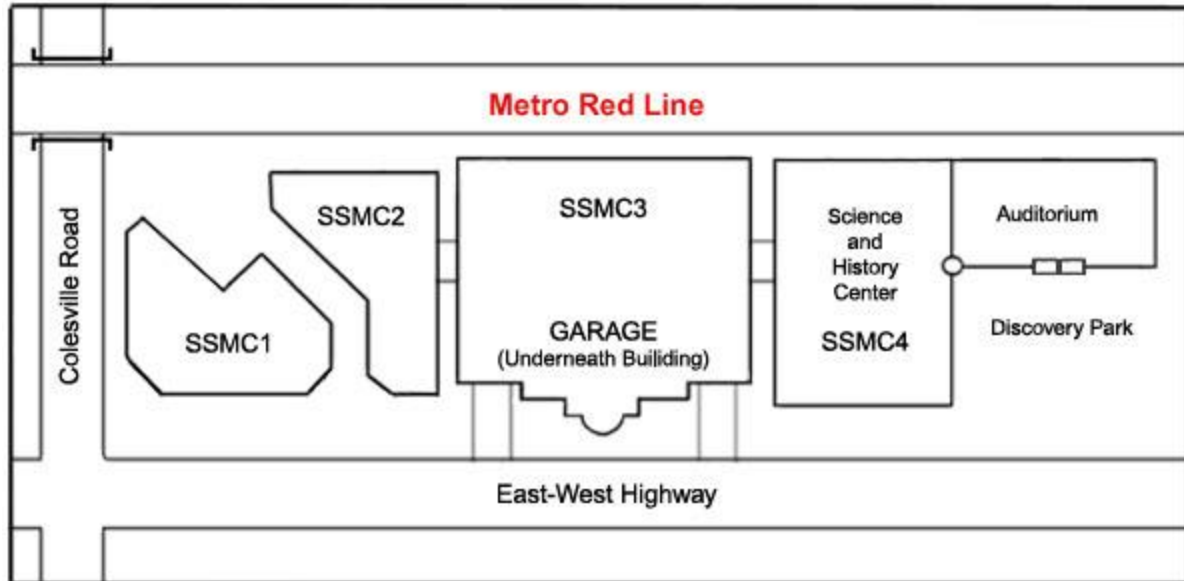 Metro Red Line
Colesville Road
SSMC1
SSMC2
SSMC3
GARAGE
(Underneath Builiding)
Science
and
History
Center
SSMC4
Auditorium
Discovery Park
East-West Highway